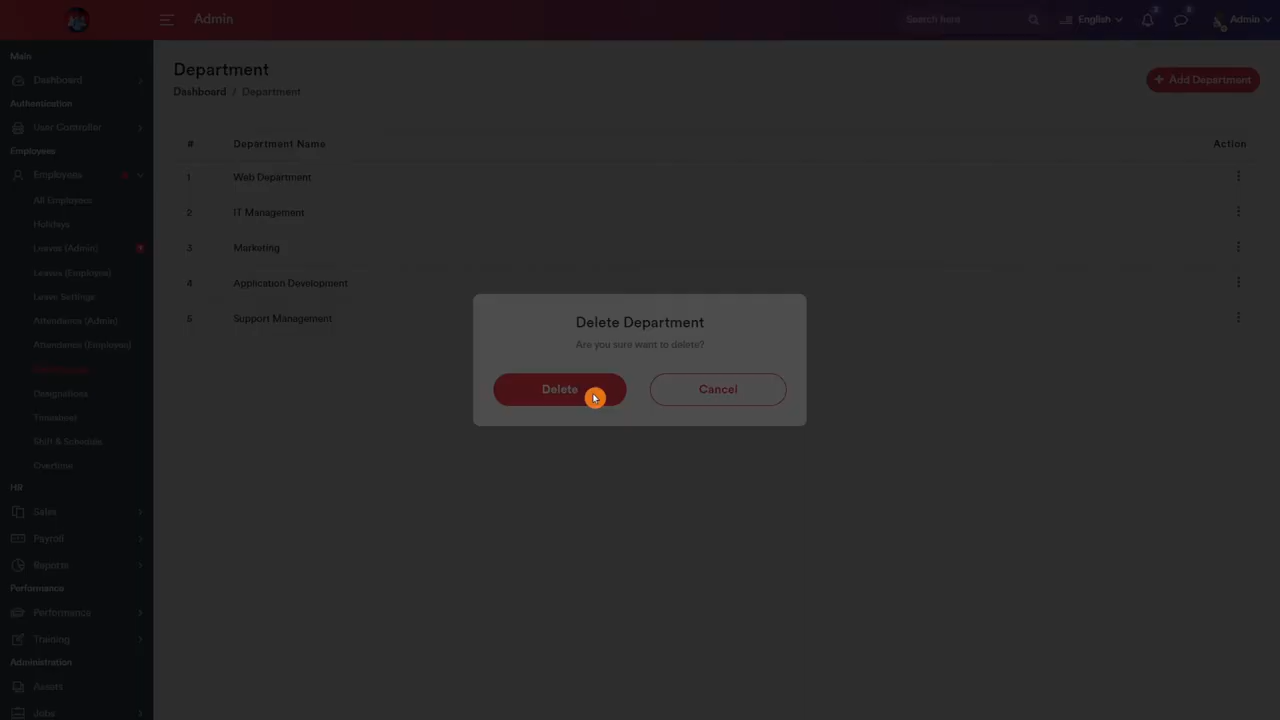 Admin
Search here
English
3
8
Admin
Main
Dashboard
Authentication
User Controller
Employees
Employees
All Employees
Holidays
Leaves (Admin)
Leaves (Employee)
Leave Settings
Attendance (Admin)
Attendance (Employee)
Designations
Timesheet
Shift & Schedule
Overtime
HR
Sales
Payroll
Reports
Performance
Performance
Training
Administration
Assets
Jobs
Department
Dashboard / Department
+ Add Department
# Department Name Action
1 Web Department
2 IT Management
3 Marketing
4 Application Development
5 Support Management
Delete Department
Are you sure want to delete?
Delete
Cancel